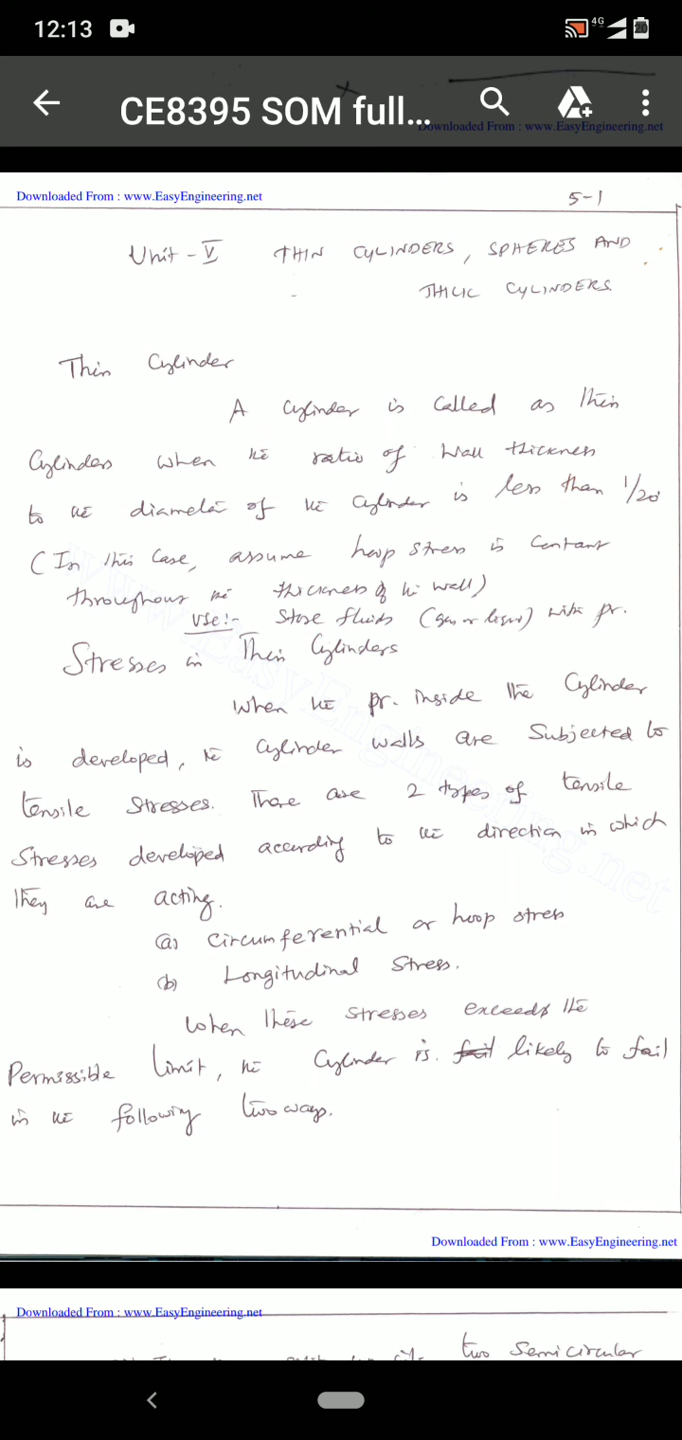 12:13
4G
20
CE8395 SOM full...
Downloaded From : www.EasyEngineering.net
Downloaded From : www.EasyEngineering.net
5-1
Unit - V THIN CYLINDERS, SPHERES AND
THICK CYLINDERS.
Thin Cylinder
A Cylinder is called as thin
Cylinders when the ratio of wall thickness
to the diameter of the cylinder is less than 1/20
(In this case, assume hoop stress is constant
throughout the thickness of the wall)
Use:- Store fluids (gas or liquid) with pr.
Stresses in Thin Cylinders
When the pr. inside the Cylinder
is developed, the cylinder walls are subjected to
tensile stresses. There are 2 types of tensile
Stresses developed according to the direction in which
they are acting.
(a) Circumferential or hoop stress
(b) Longitudinal Stress.
When these stresses exceeds the
Permissible limit, the Cylinder is likely to fail
in the following two ways.
www.EasyEngineering.net
Downloaded From : www.EasyEngineering.net
Downloaded From : www.EasyEngineering.net
two semicircular